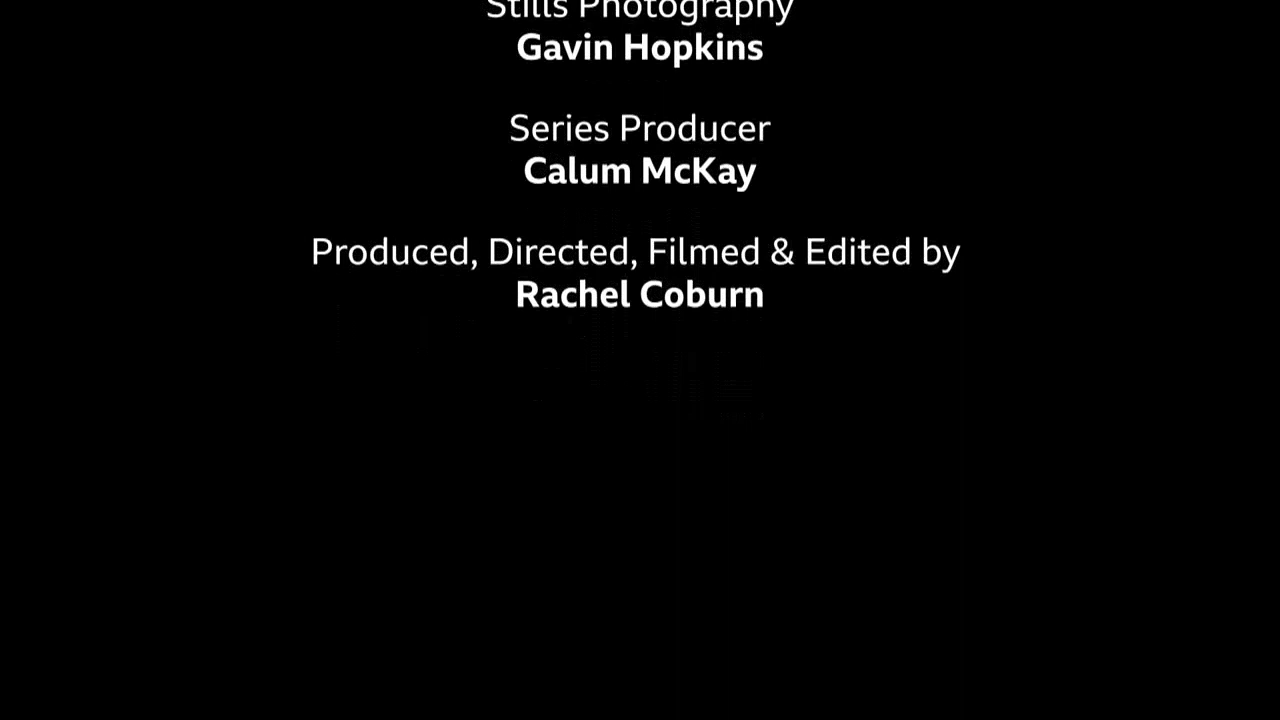 Stills Photography
Gavin Hopkins
Series Producer
Calum McKay
Produced, Directed, Filmed & Edited by
Rachel Coburn